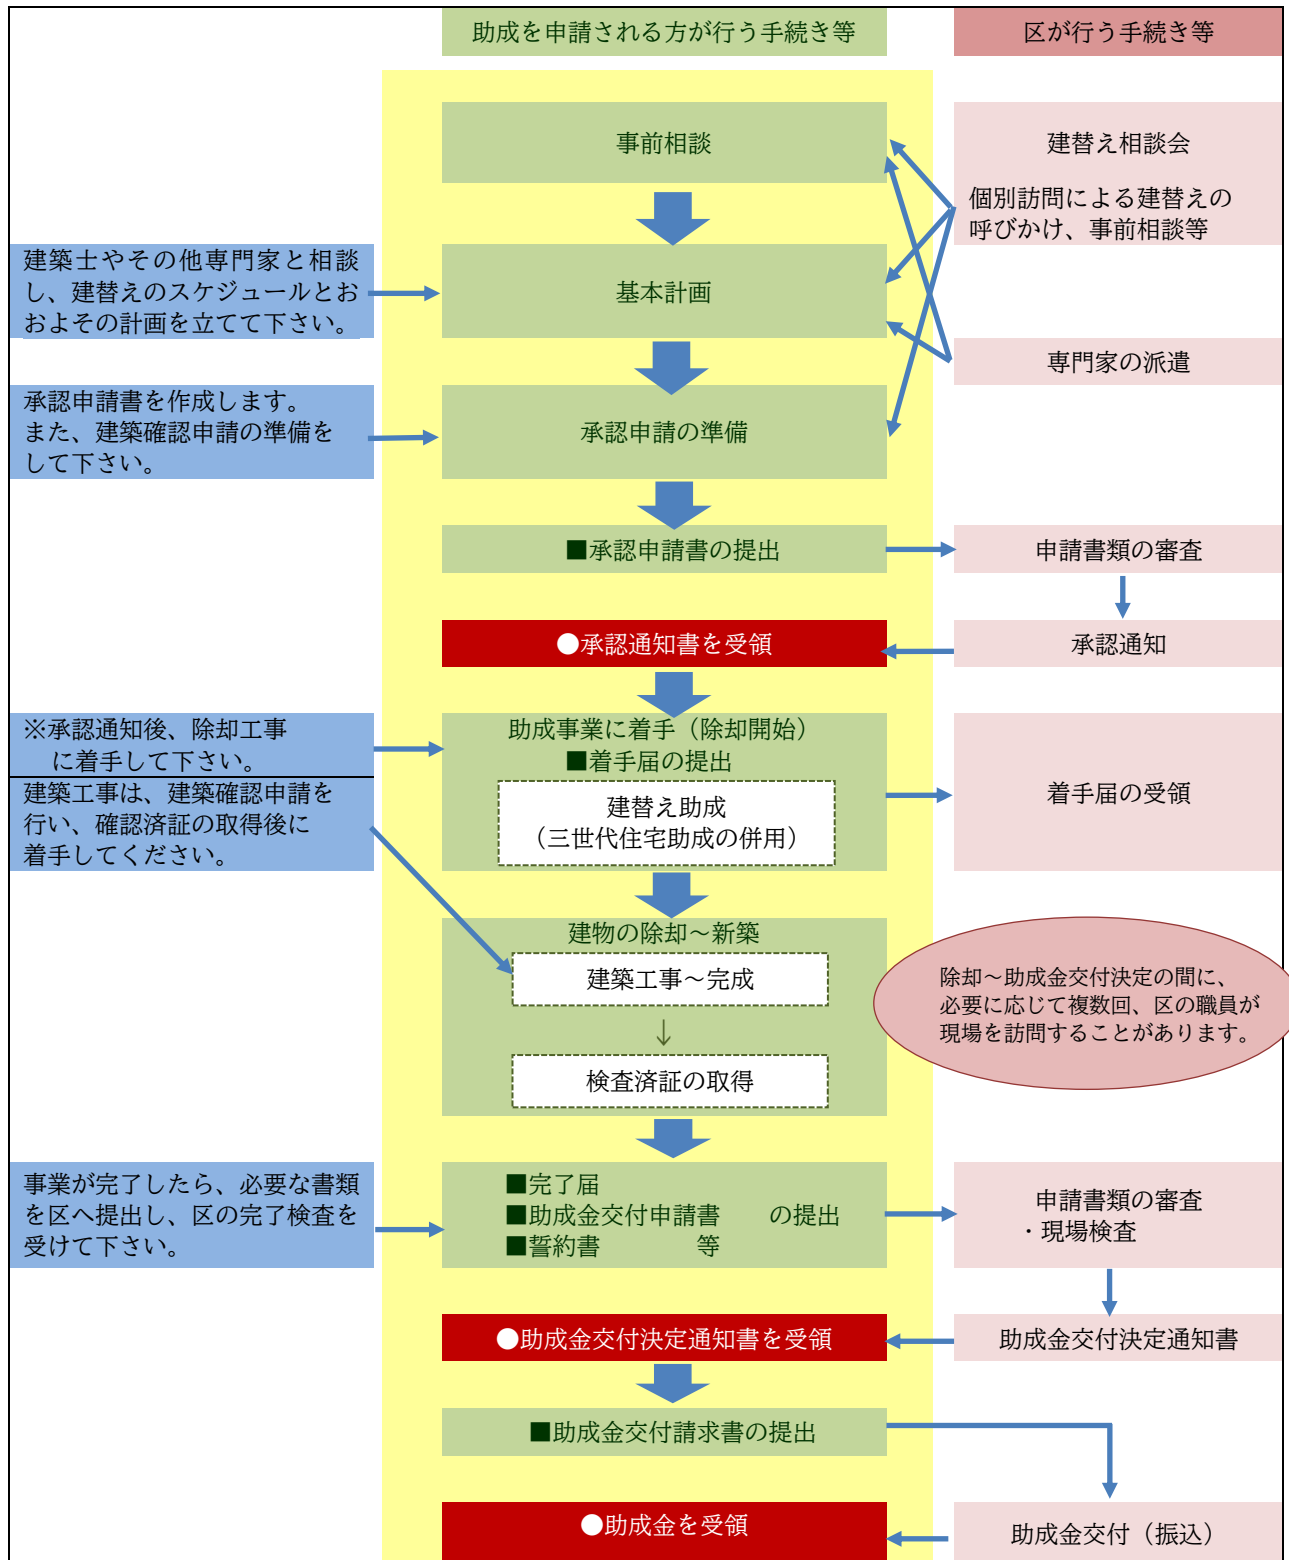 助成を申請される方が行う手続き等
区が行う手続き等
事前相談
建替え相談会
個別訪問による建替えの
呼びかけ、事前相談等
建築士やその他専門家と相談
し、建替えのスケジュールとお
およその計画を立てて下さい。
基本計画
専門家の派遣
承認申請書を作成します。
また、建築確認申請の準備を
して下さい。
承認申請の準備
■承認申請書の提出
申請書類の審査
●承認通知書を受領
承認通知
※承認通知後、除却工事
に着手して下さい。
助成事業に着手（除却開始）
■着手届の提出
建替え助成
（三世代住宅助成の併用）
着手届の受領
建築工事は、建築確認申請を
行い、確認済証の取得後に
着手してください。
建物の除却～新築
建築工事～完成
↓
検査済証の取得
除却～助成金交付決定の間に、
必要に応じて複数回、区の職員が
現場を訪問することがあります。
事業が完了したら、必要な書類
を区へ提出し、区の完了検査を
受けて下さい。
■完了届
■助成金交付申請書　　の提出
■誓約書　　　　等
申請書類の審査
・現場検査
●助成金交付決定通知書を受領
助成金交付決定通知書
■助成金交付請求書の提出
●助成金を受領
助成金交付（振込）